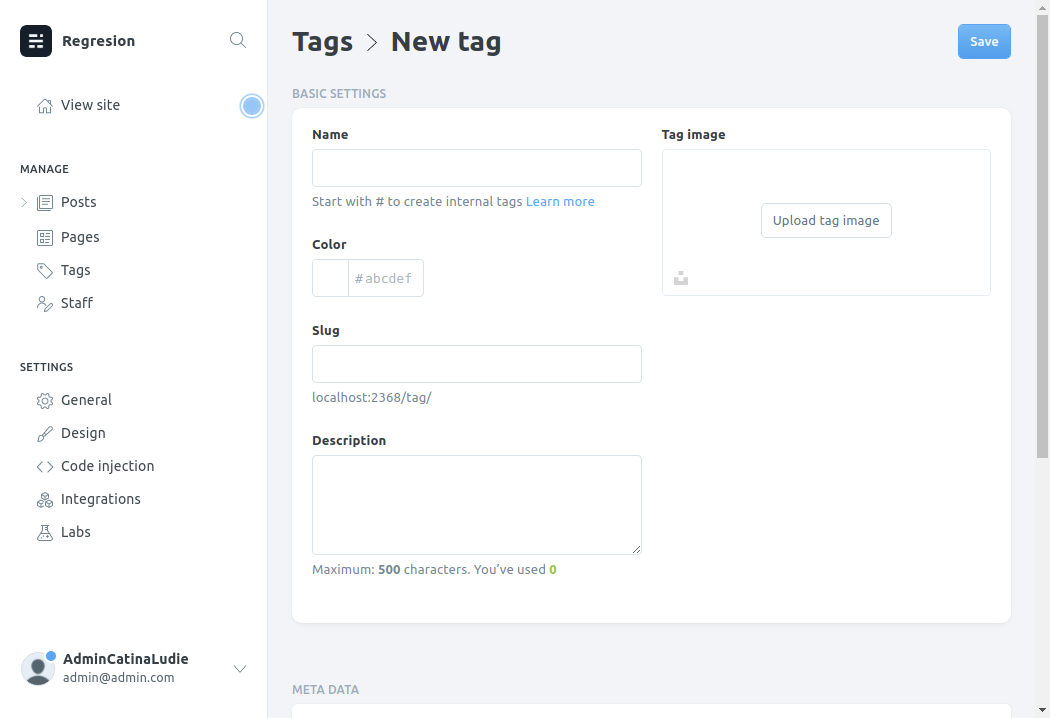 Regresion
View site
MANAGE
Posts
Pages
Tags
Staff
SETTINGS
General
Design
Code injection
Integrations
Labs
AdminCatinaLudie
admin@admin.com
Tags > New tag
Save
BASIC SETTINGS
Name
Start with # to create internal tags Learn more
Color
#abcdef
Slug
localhost:2368/tag/
Description
Maximum: 500 characters. You’ve used 0
Tag image
Upload tag image
META DATA